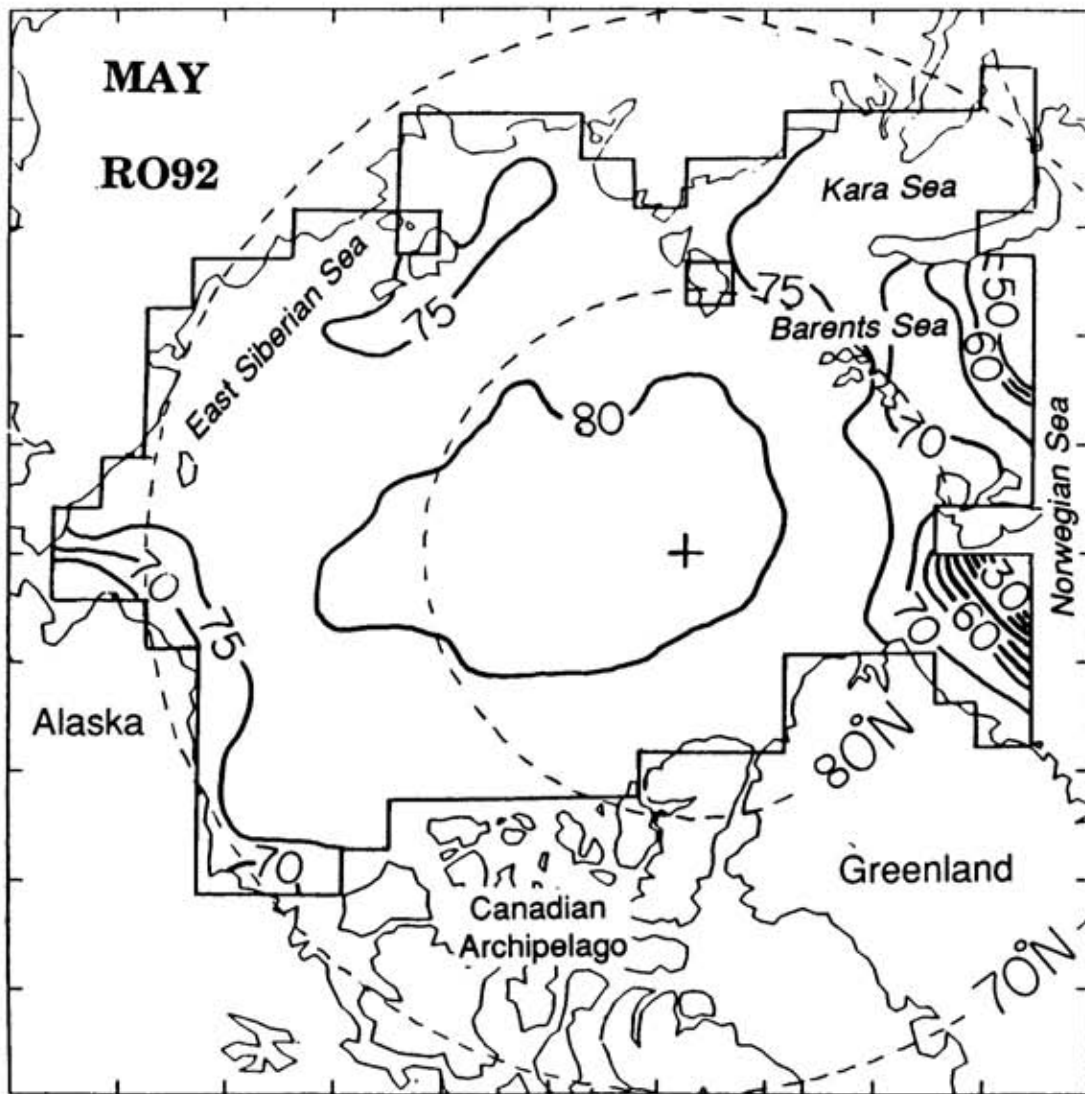 MAY
RO92
Kara Sea
East Siberian Sea
75
75
Barents Sea
50
60
80
70
Norwegian Sea
70
75
30
60
70
Alaska
80°N
70
Greenland
Canadian
Archipelago
70°N